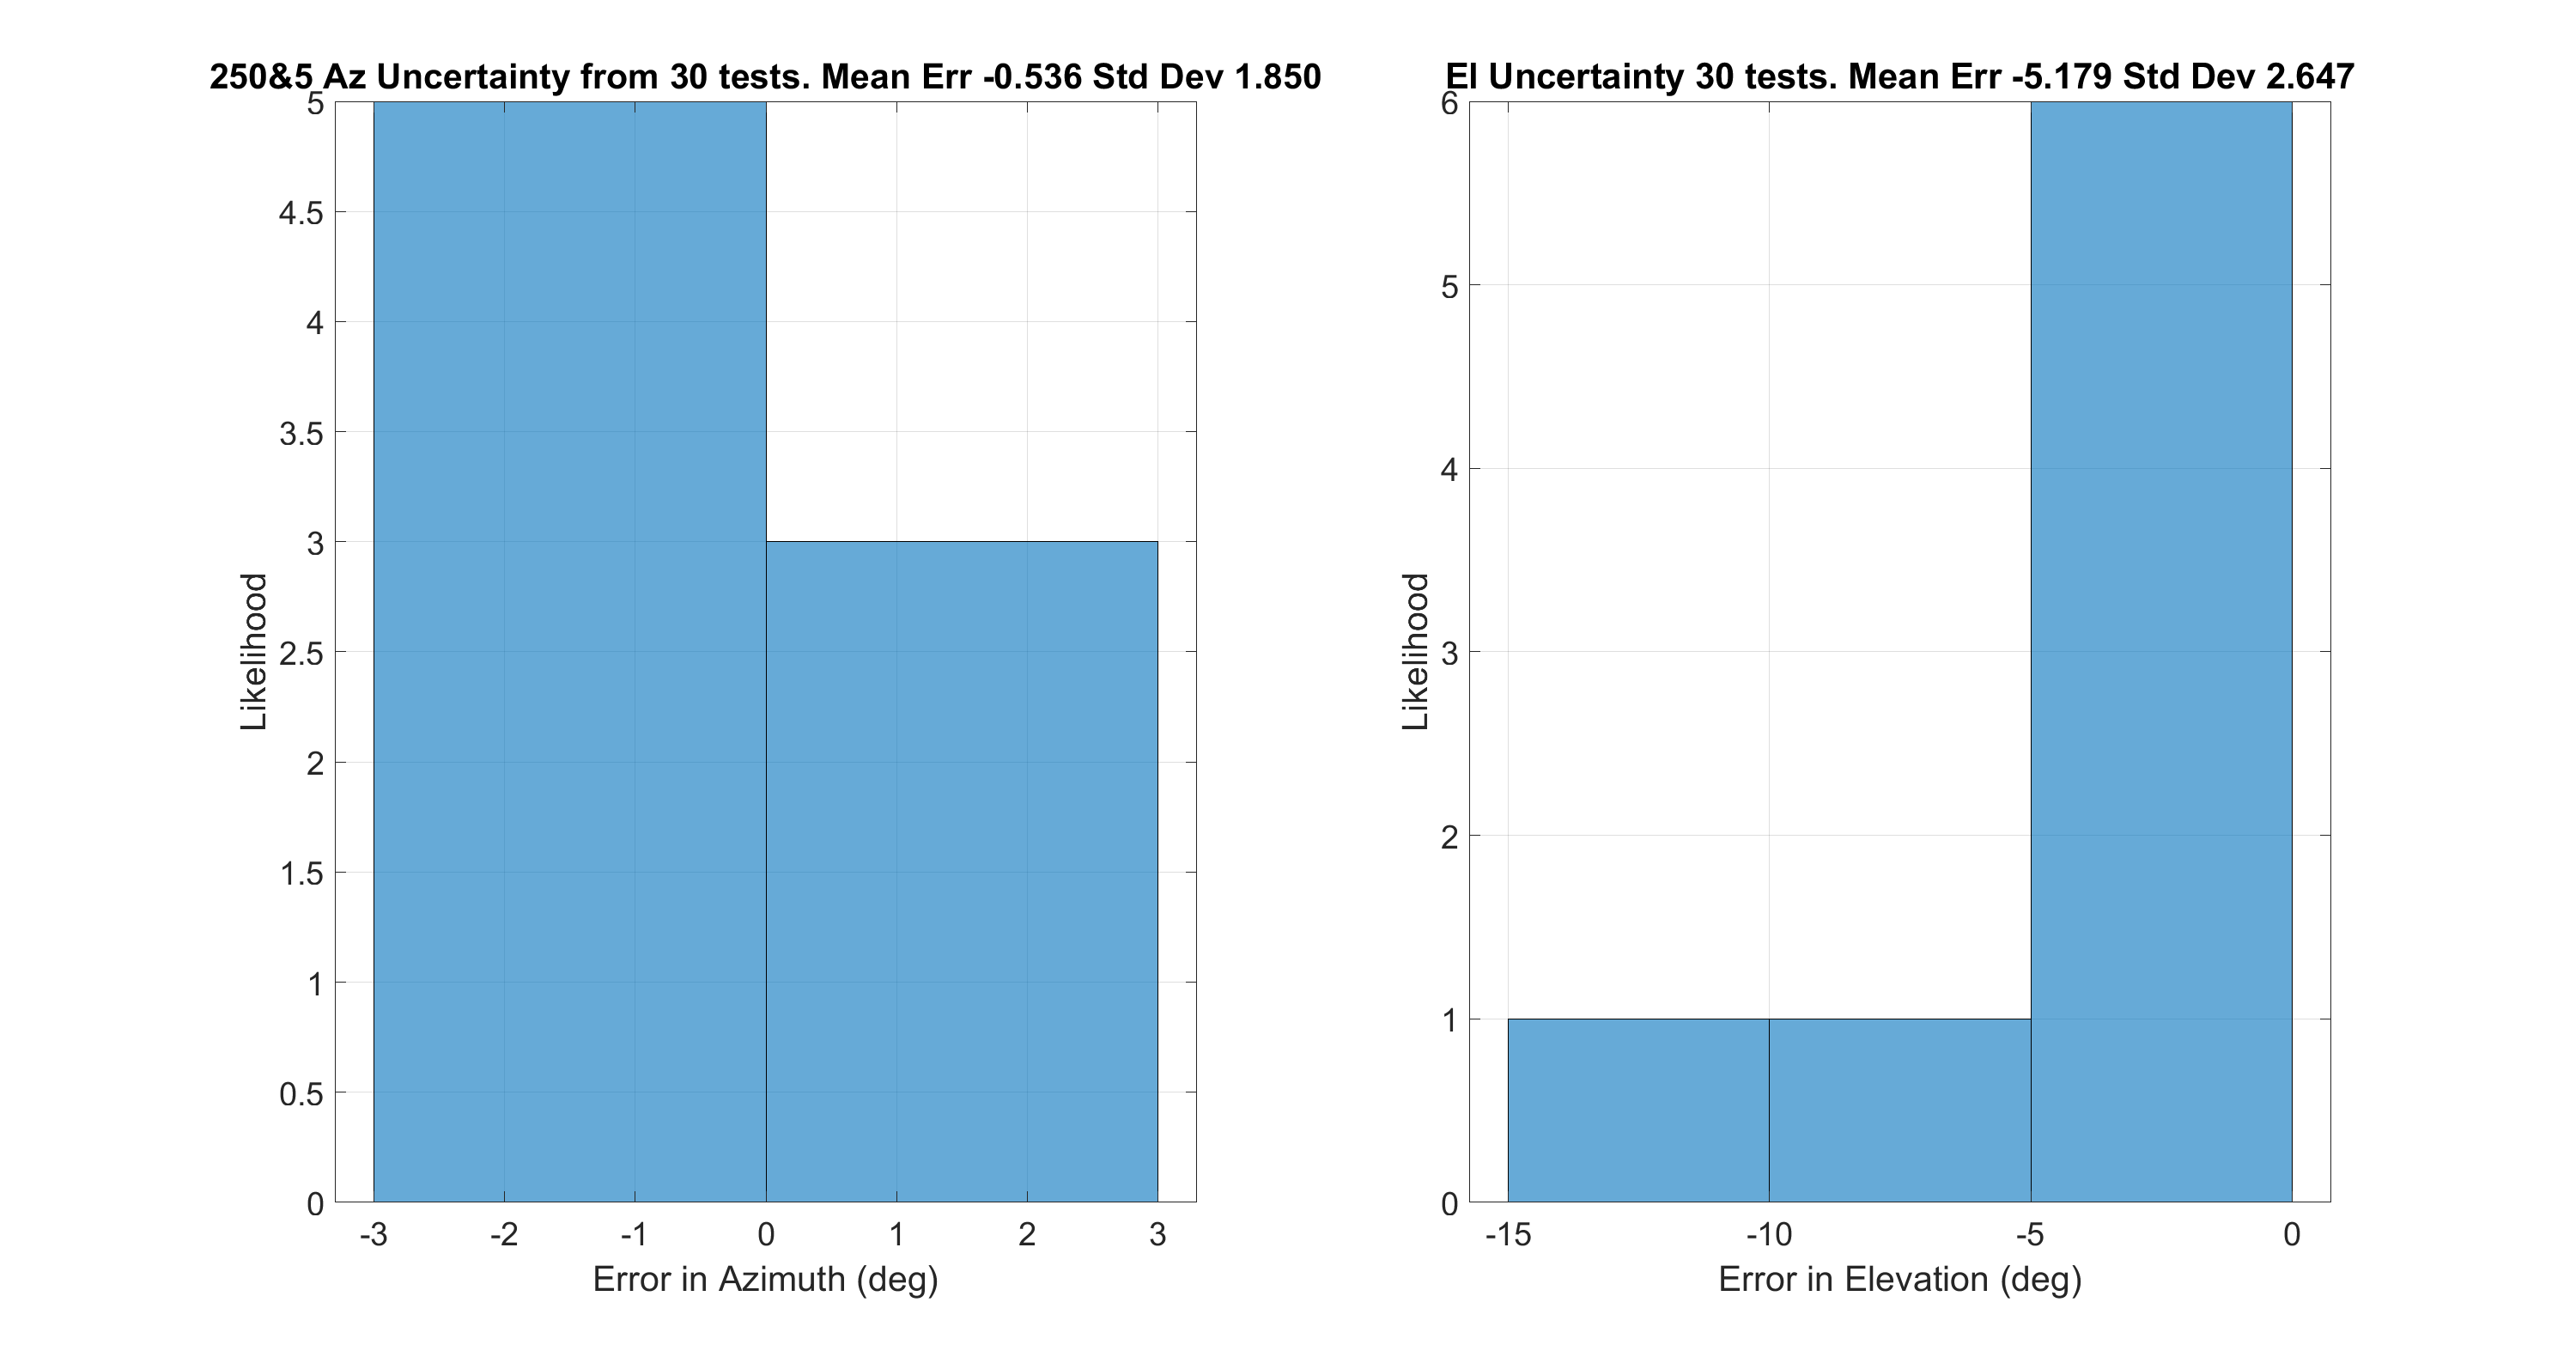 250&5 Az Uncertainty from 30 tests. Mean Err -0.536 Std Dev 1.850
5
4.5
4
3.5
3
2.5
2
1.5
1
0.5
0
Likelihood
-3 -2 -1 0 1 2 3
Error in Azimuth (deg)
El Uncertainty 30 tests. Mean Err -5.179 Std Dev 2.647
6
5
4
3
2
1
0
Likelihood
-15 -10 -5 0
Error in Elevation (deg)